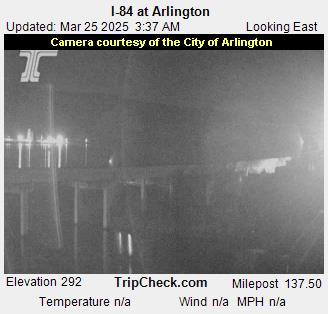 I-84 at Arlington
Updated: Mar 25 2025 3:37 AM Looking East
Camera courtesy of the City of Arlington
Elevation 292 TripCheck.com Milepost 137.50
Temperature n/a Wind n/a MPH n/a